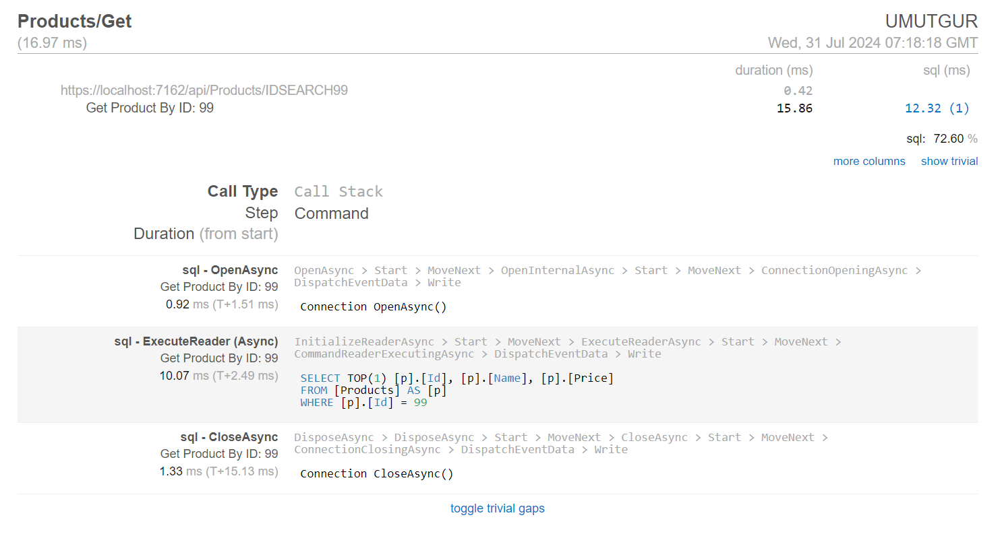 Products/Get UMUTGUR
(16.97 ms) Wed, 31 Jul 2024 07:18:18 GMT
duration (ms) sql (ms)
https://localhost:7162/api/Products/IDSEARCH99 0.42
Get Product By ID: 99 15.86 12.32 (1)
sql: 72.60 %
more columns show trivial
Call Type Call Stack
Step Command
Duration (from start)
sql - OpenAsync OpenAsync > Start > MoveNext > OpenInternalAsync > Start > MoveNext > ConnectionOpeningAsync >
Get Product By ID: 99 DispatchEventData > Write
0.92 ms (T+1.51 ms) Connection OpenAsync()
sql - ExecuteReader (Async) InitializeReaderAsync > Start > MoveNext > ExecuteReaderAsync > Start > MoveNext >
Get Product By ID: 99 CommandReaderExecutingAsync > DispatchEventData > Write
10.07 ms (T+2.49 ms) SELECT TOP(1) [p].[Id], [p].[Name], [p].[Price]
FROM [Products] AS [p]
WHERE [p].[Id] = 99
sql - CloseAsync DisposeAsync > DisposeAsync > Start > MoveNext > CloseAsync > Start > MoveNext >
Get Product By ID: 99 ConnectionClosingAsync > DispatchEventData > Write
1.33 ms (T+15.13 ms) Connection CloseAsync()
toggle trivial gaps